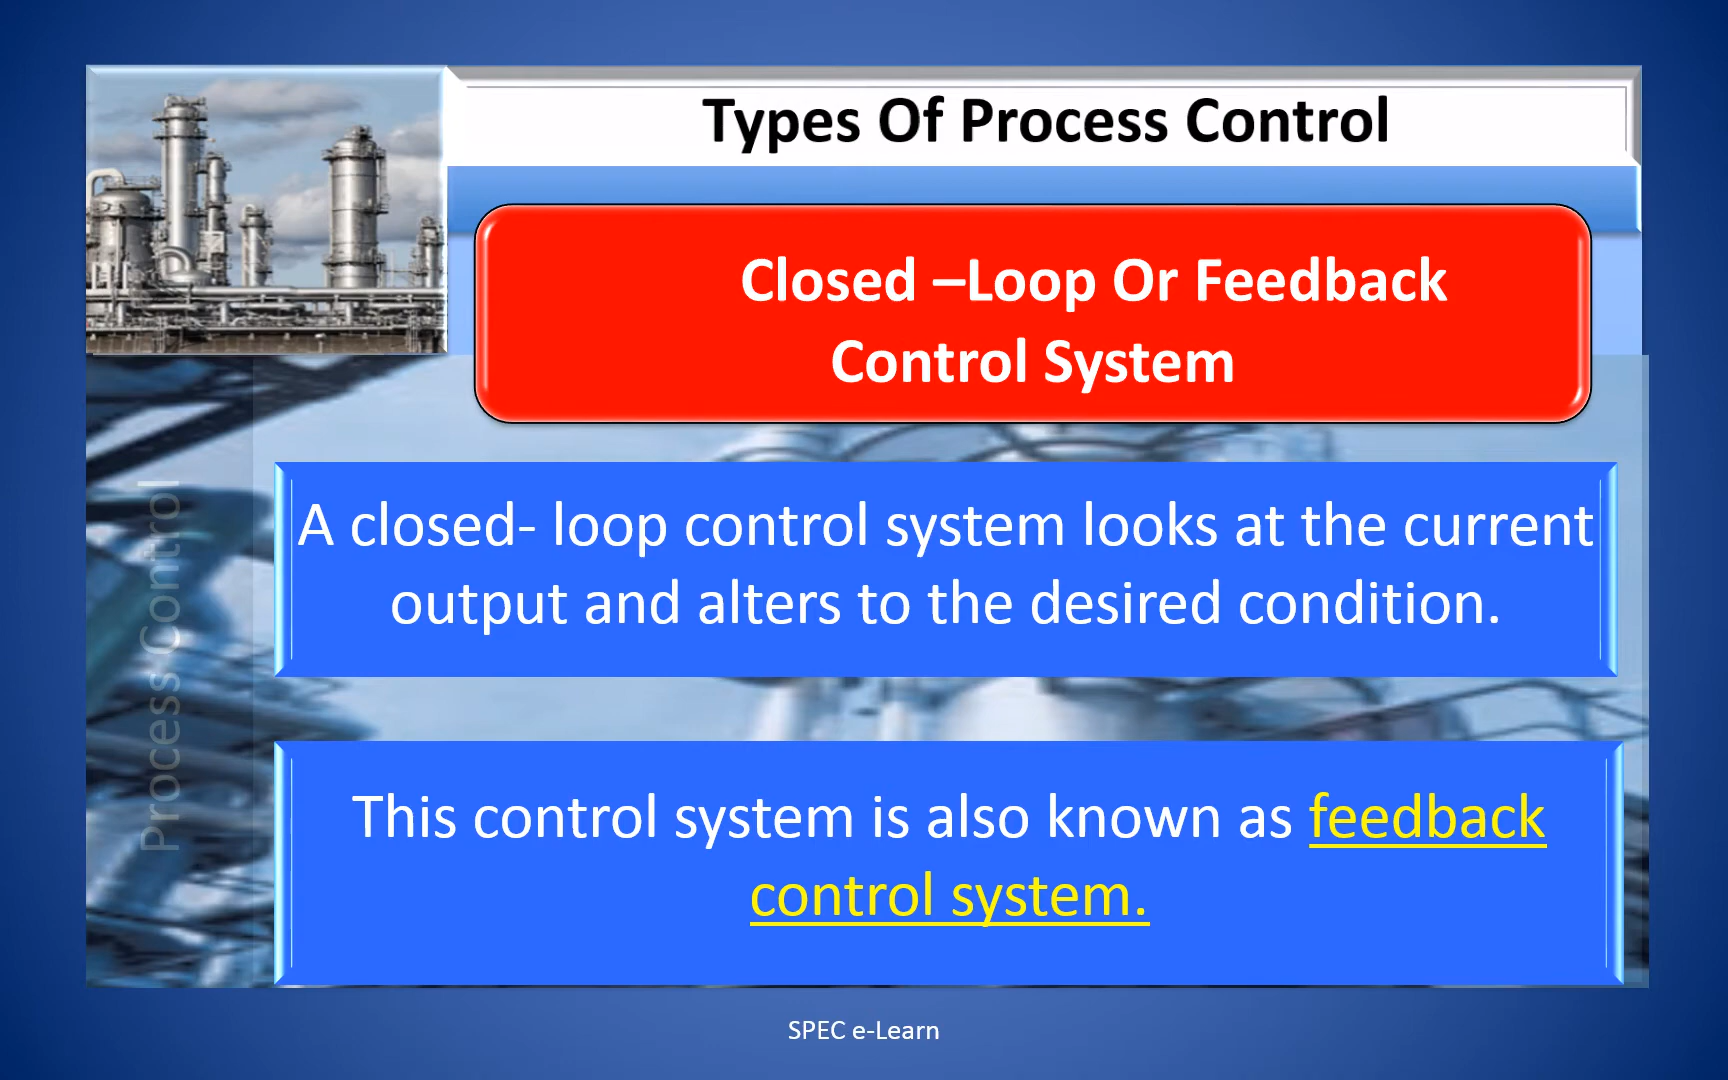 Types Of Process Control
Closed –Loop Or Feedback
Control System
A closed- loop control system looks at the current
output and alters to the desired condition.
Process Control
This control system is also known as feedback
control system.
SPEC e-Learn